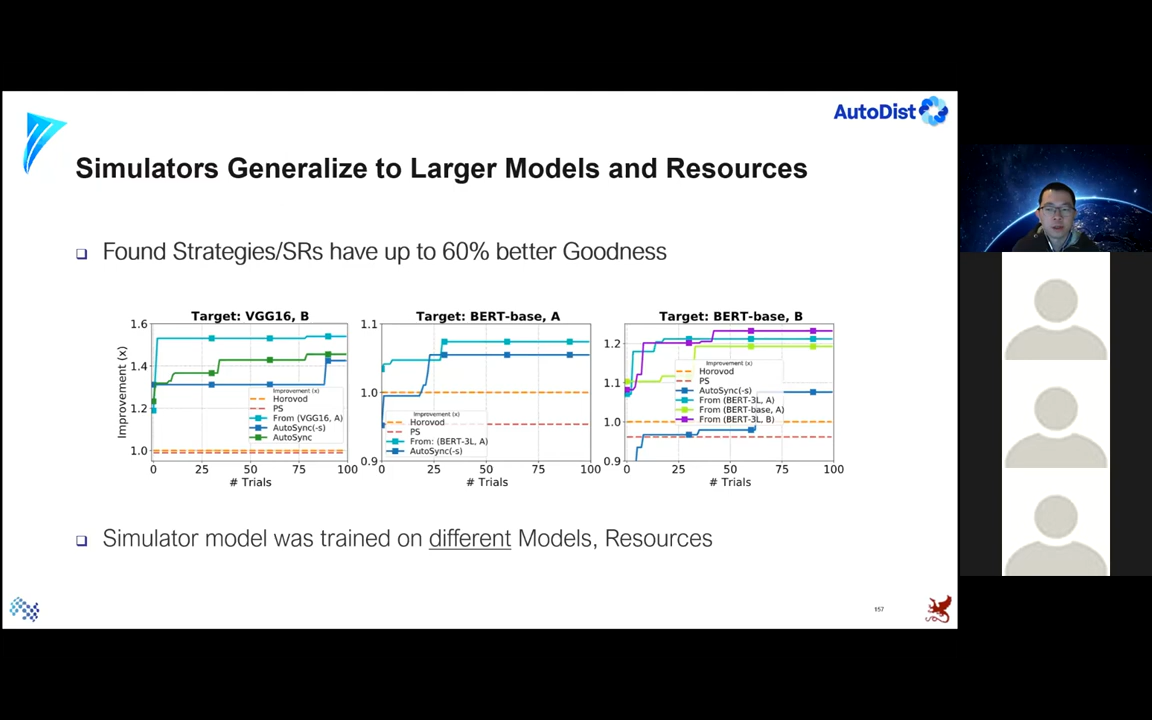 AutoDist
Simulators Generalize to Larger Models and Resources
Found Strategies/SRs have up to 60% better Goodness
Target: VGG16, B
1.6
1.4
1.2
1.0
Improvement (x)
0 25 50 75 100
# Trials
Improvement (x)
Horovod
PS
From (VGG16, A)
AutoSync(-s)
AutoSync
Target: BERT-base, A
1.1
1.0
0.9
0 25 50 75 100
# Trials
Improvement (x)
Horovod
PS
From: (BERT-3L, A)
AutoSync(-s)
Target: BERT-base, B
1.2
1.1
1.0
0.9
0 25 50 75 100
# Trials
Improvement (x)
Horovod
PS
AutoSync(-s)
From (BERT-3L, A)
From (BERT-base, A)
From (BERT-3L, B)
Simulator model was trained on different Models, Resources
157